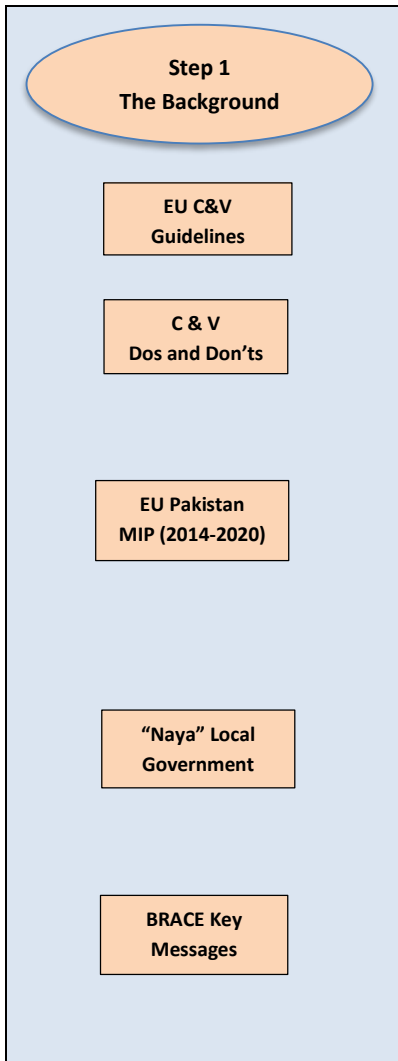 Step 1
The Background
EU C&V
Guidelines
C & V
Dos and Don’ts
EU Pakistan
MIP (2014-2020)
“Naya” Local
Government
BRACE Key
Messages